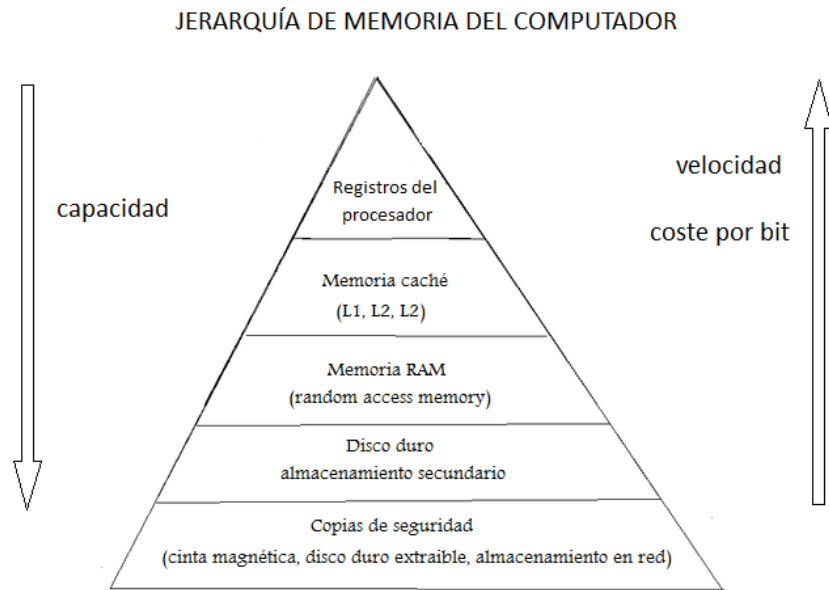 JERARQUÍA DE MEMORIA DEL COMPUTADOR
capacidad
velocidad
coste por bit
Registros del
procesador
Memoria caché
(L1, L2, L2)
Memoria RAM
(random access memory)
Disco duro
almacenamiento secundario
Copias de seguridad
(cinta magnética, disco duro extraible, almacenamiento en red)